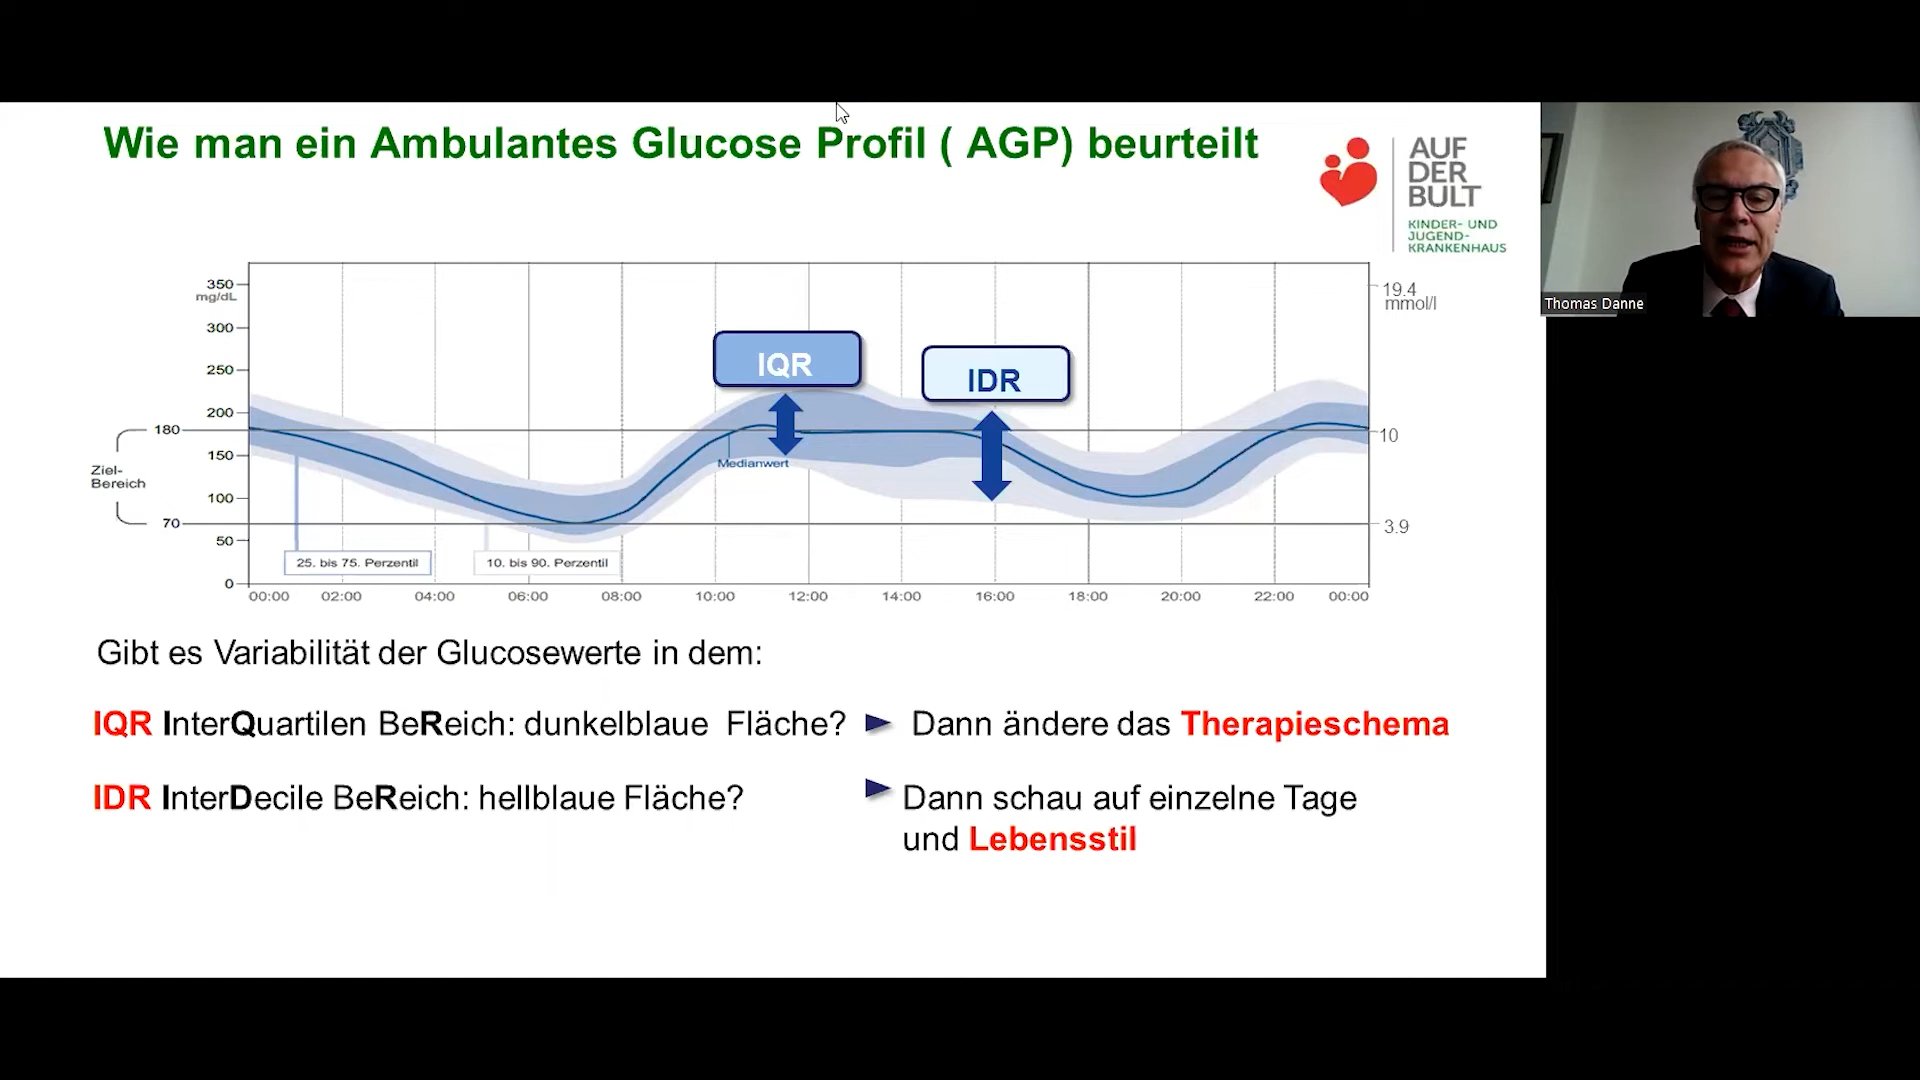 Wie man ein Ambulantes Glucose Profil ( AGP) beurteilt
AUF
DER
BULT
KINDER- UND
JUGEND-
KRANKENHAUS
Thomas Danne
350
mg/dL
300
250
200
180
150
100
70
50
0
Ziel-
Bereich
19.4
mmol/l
10
3.9
IQR
IDR
Medianwert
25. bis 75. Perzentil
10. bis 90. Perzentil
00:00 02:00 04:00 06:00 08:00 10:00 12:00 14:00 16:00 18:00 20:00 22:00 00:00
Gibt es Variabilität der Glucosewerte in dem:
IQR InterQuartilen BeReich: dunkelblaue Fläche? ► Dann ändere das Therapieschema
IDR InterDecile BeReich: hellblaue Fläche? ► Dann schau auf einzelne Tage
und Lebensstil